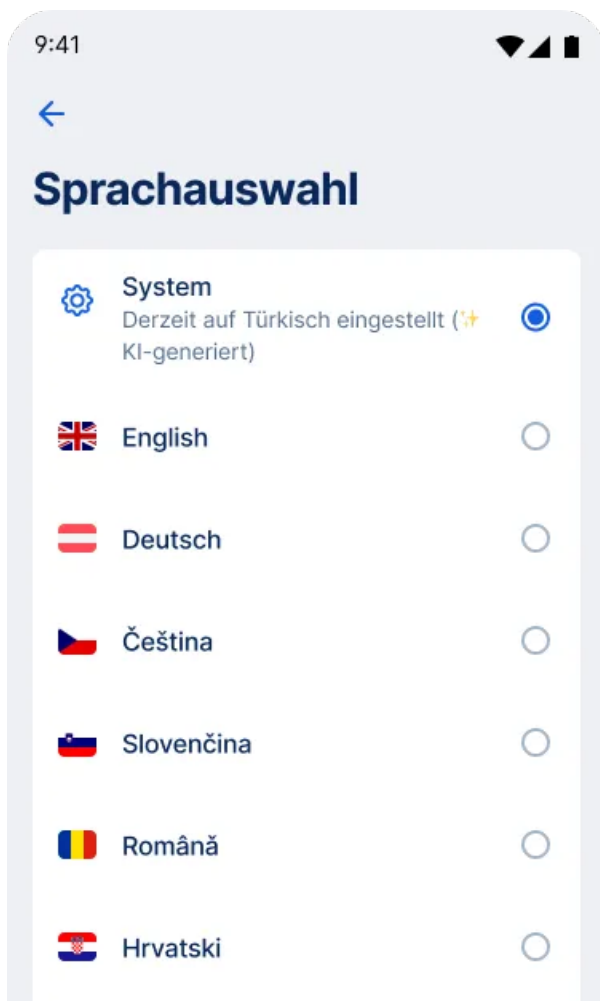 9:41
Sprachauswahl
System
Derzeit auf Türkisch eingestellt (✨
KI-generiert)
English
Deutsch
Čeština
Slovenčina
Română
Hrvatski